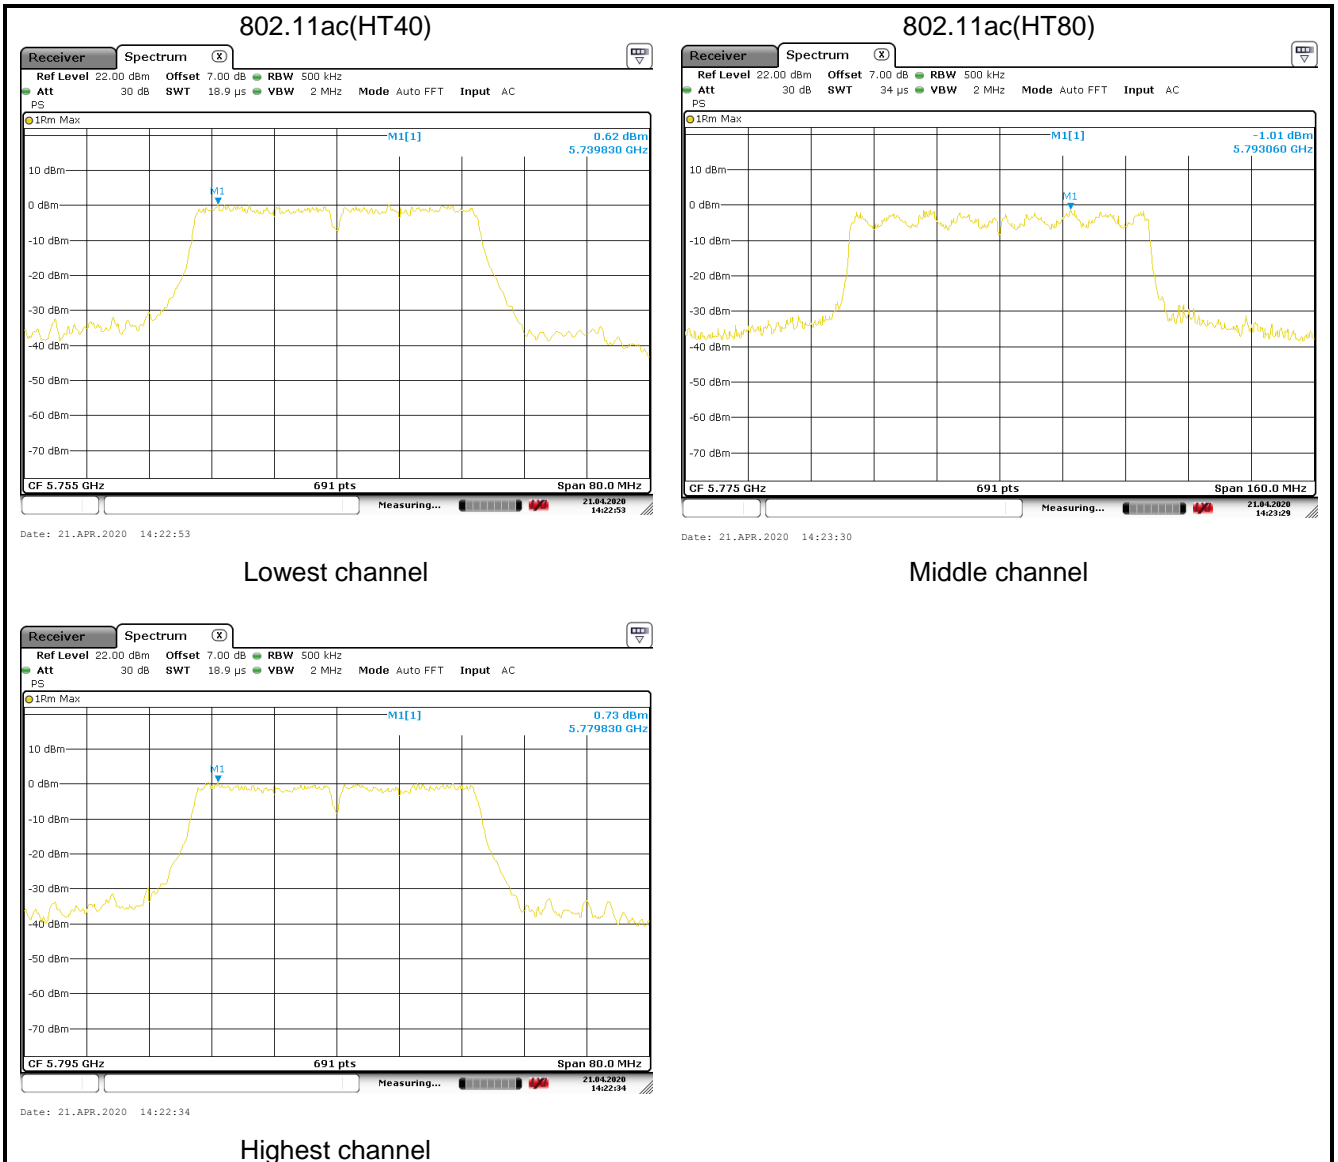 802.11ac(HT40)
Receiver Spectrum X
Ref Level 22.00 dBm Offset 7.00 dB RBW 500 kHz
Att 30 dB SWT 18.9 µs VBW 2 MHz Mode Auto FFT Input AC
PS
1Rm Max
M1[1] 0.62 dBm
5.739830 GHz
M1
10 dBm
0 dBm
-10 dBm
-20 dBm
-30 dBm
-40 dBm
-50 dBm
-60 dBm
-70 dBm
CF 5.755 GHz 691 pts Span 80.0 MHz
Measuring... 21.04.2020
14:22:53
Date: 21.APR.2020 14:22:53
Lowest channel
802.11ac(HT80)
Receiver Spectrum X
Ref Level 22.00 dBm Offset 7.00 dB RBW 500 kHz
Att 30 dB SWT 34 µs VBW 2 MHz Mode Auto FFT Input AC
PS
1Rm Max
M1[1] -1.01 dBm
5.793060 GHz
M1
10 dBm
0 dBm
-10 dBm
-20 dBm
-30 dBm
-40 dBm
-50 dBm
-60 dBm
-70 dBm
CF 5.775 GHz 691 pts Span 160.0 MHz
Measuring... 21.04.2020
14:23:29
Date: 21.APR.2020 14:23:30
Middle channel
Receiver Spectrum X
Ref Level 22.00 dBm Offset 7.00 dB RBW 500 kHz
Att 30 dB SWT 18.9 µs VBW 2 MHz Mode Auto FFT Input AC
PS
1Rm Max
M1[1] 0.73 dBm
5.779830 GHz
M1
10 dBm
0 dBm
-10 dBm
-20 dBm
-30 dBm
-40 dBm
-50 dBm
-60 dBm
-70 dBm
CF 5.795 GHz 691 pts Span 80.0 MHz
Measuring... 21.04.2020
14:22:34
Date: 21.APR.2020 14:22:34
Highest channel